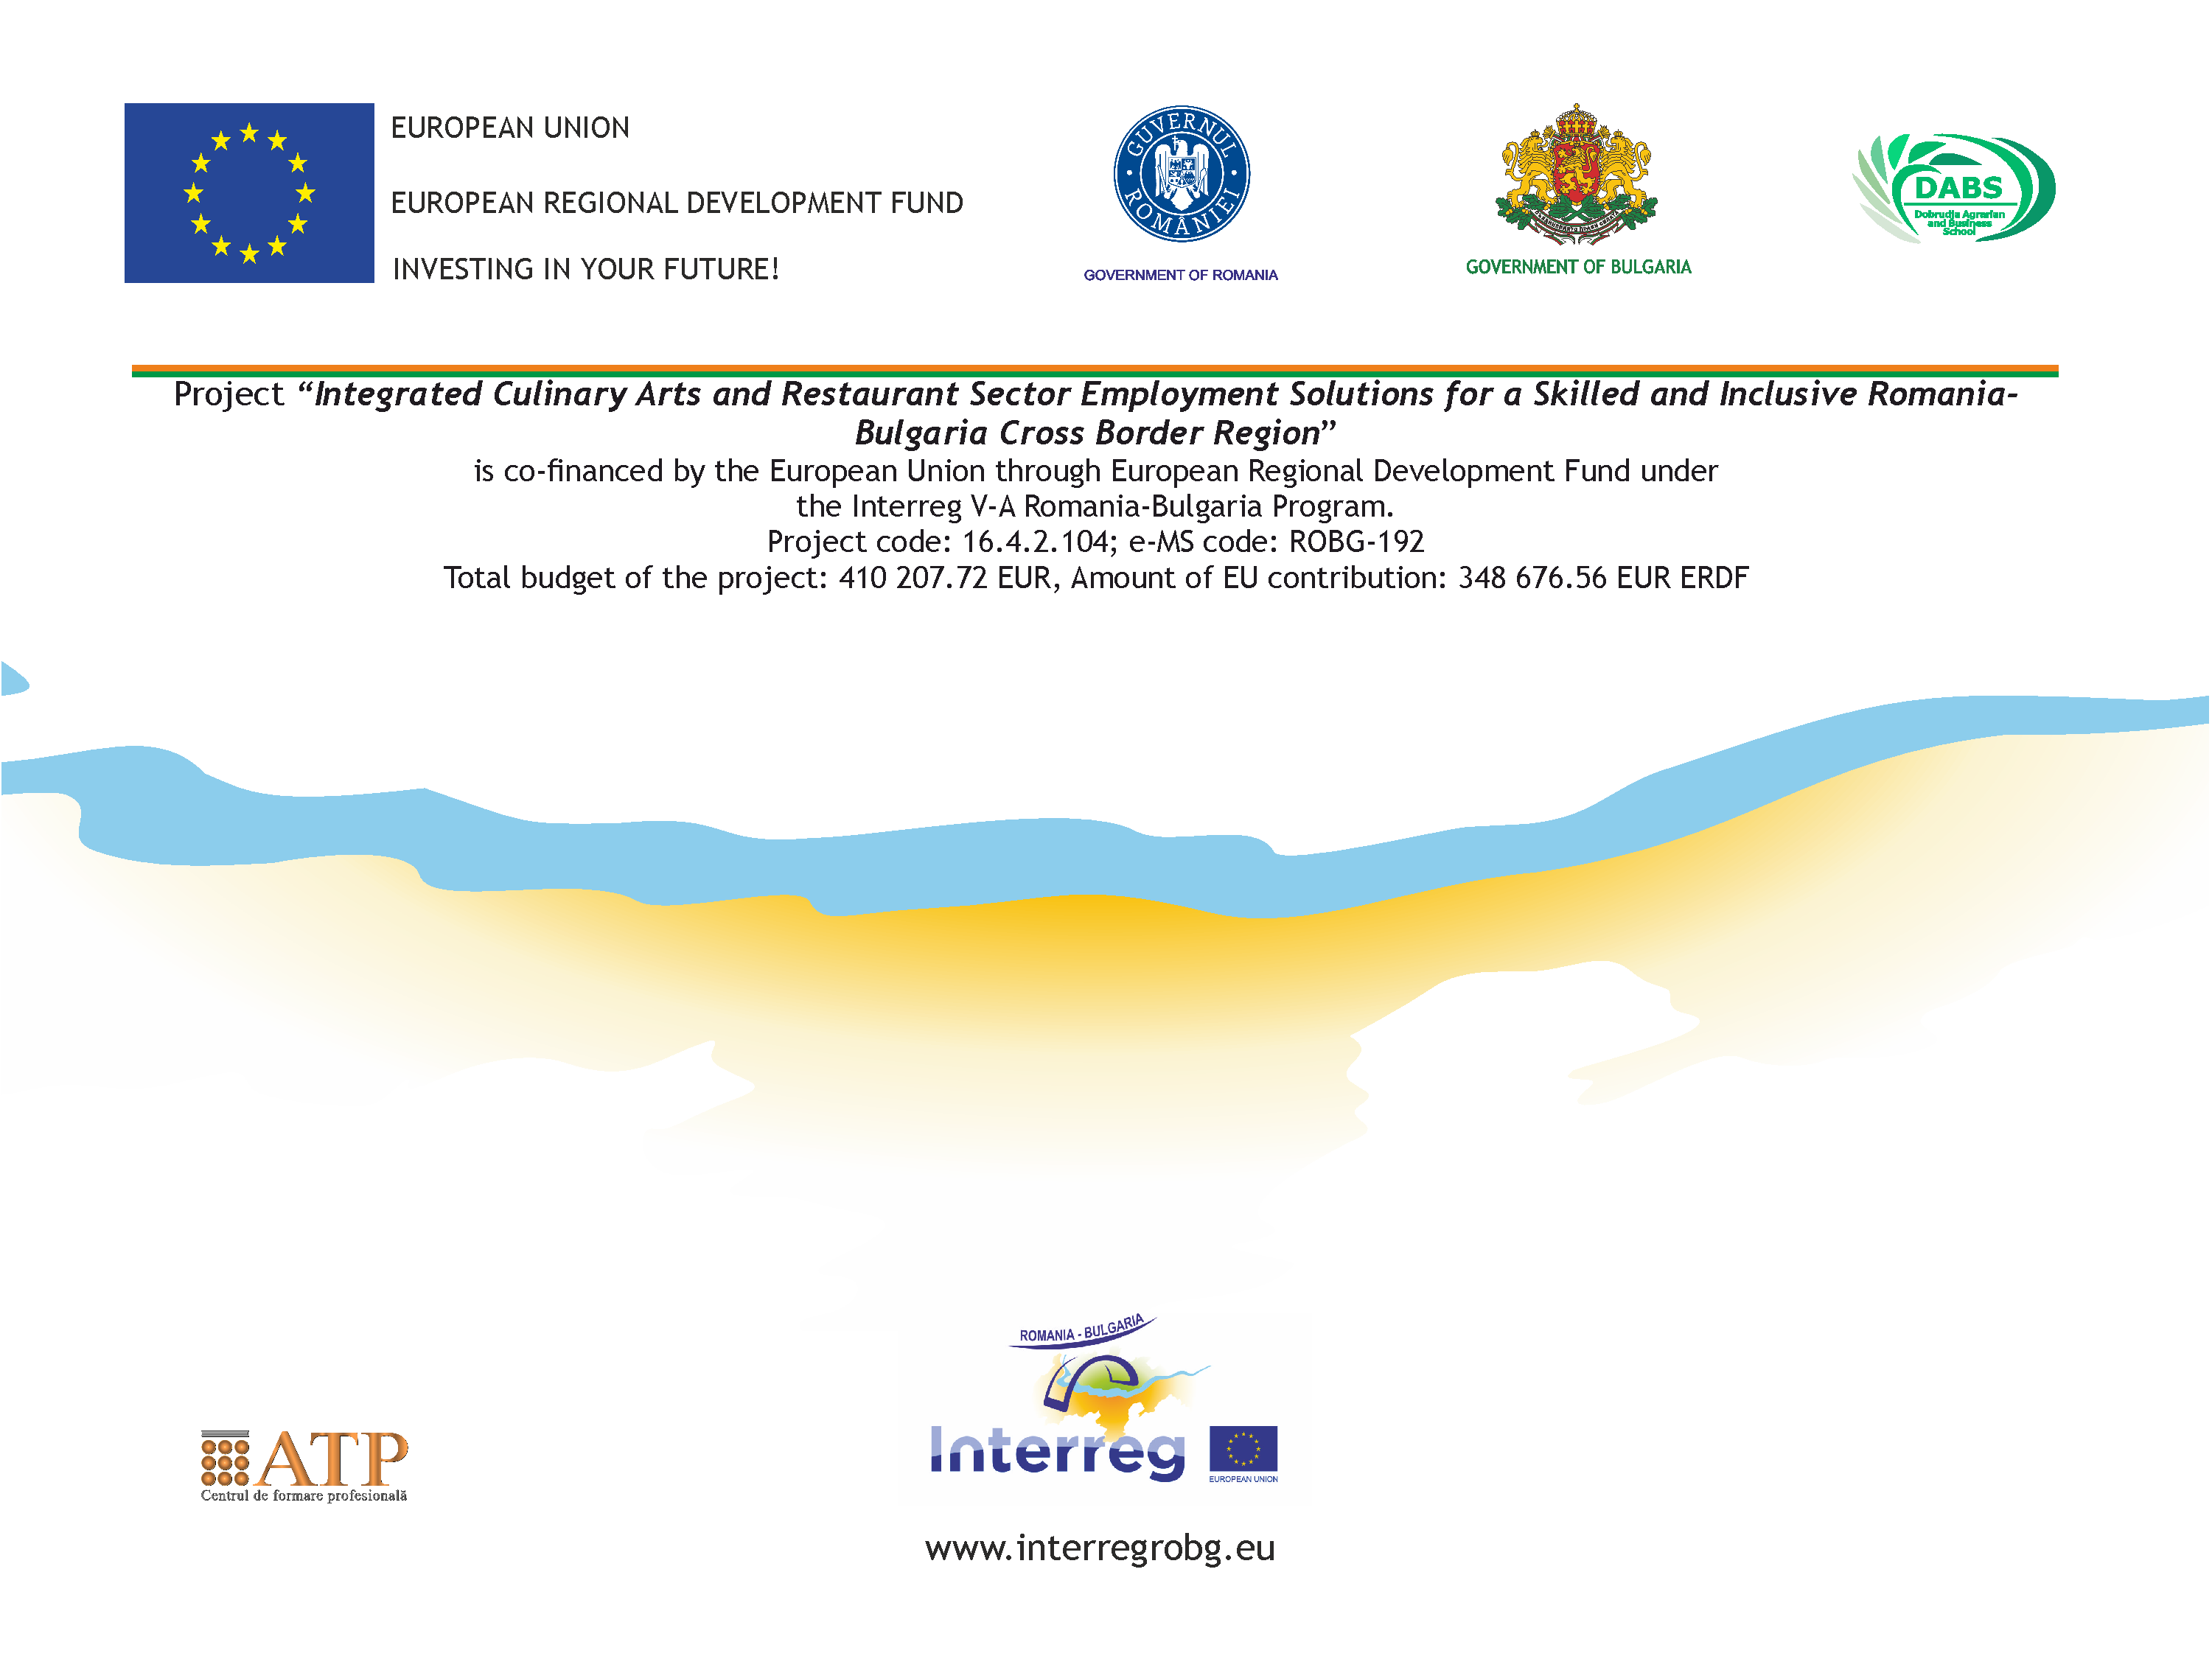 EUROPEAN UNION
EUROPEAN REGIONAL DEVELOPMENT FUND
INVESTING IN YOUR FUTURE!
GUVERNUL ROMÂNIEI
GOVERNMENT OF ROMANIA
GOVERNMENT OF BULGARIA
DABS
Dobrudja Agrarian
and Business
School
Project “Integrated Culinary Arts and Restaurant Sector Employment Solutions for a Skilled and Inclusive Romania-
Bulgaria Cross Border Region”
is co-financed by the European Union through European Regional Development Fund under
the Interreg V-A Romania-Bulgaria Program.
Project code: 16.4.2.104; e-MS code: ROBG-192
Total budget of the project: 410 207.72 EUR, Amount of EU contribution: 348 676.56 EUR ERDF
ROMANIA - BULGARIA
Interreg
EUROPEAN UNION
ATP
Centrul de formare profesională
www.interregrobg.eu